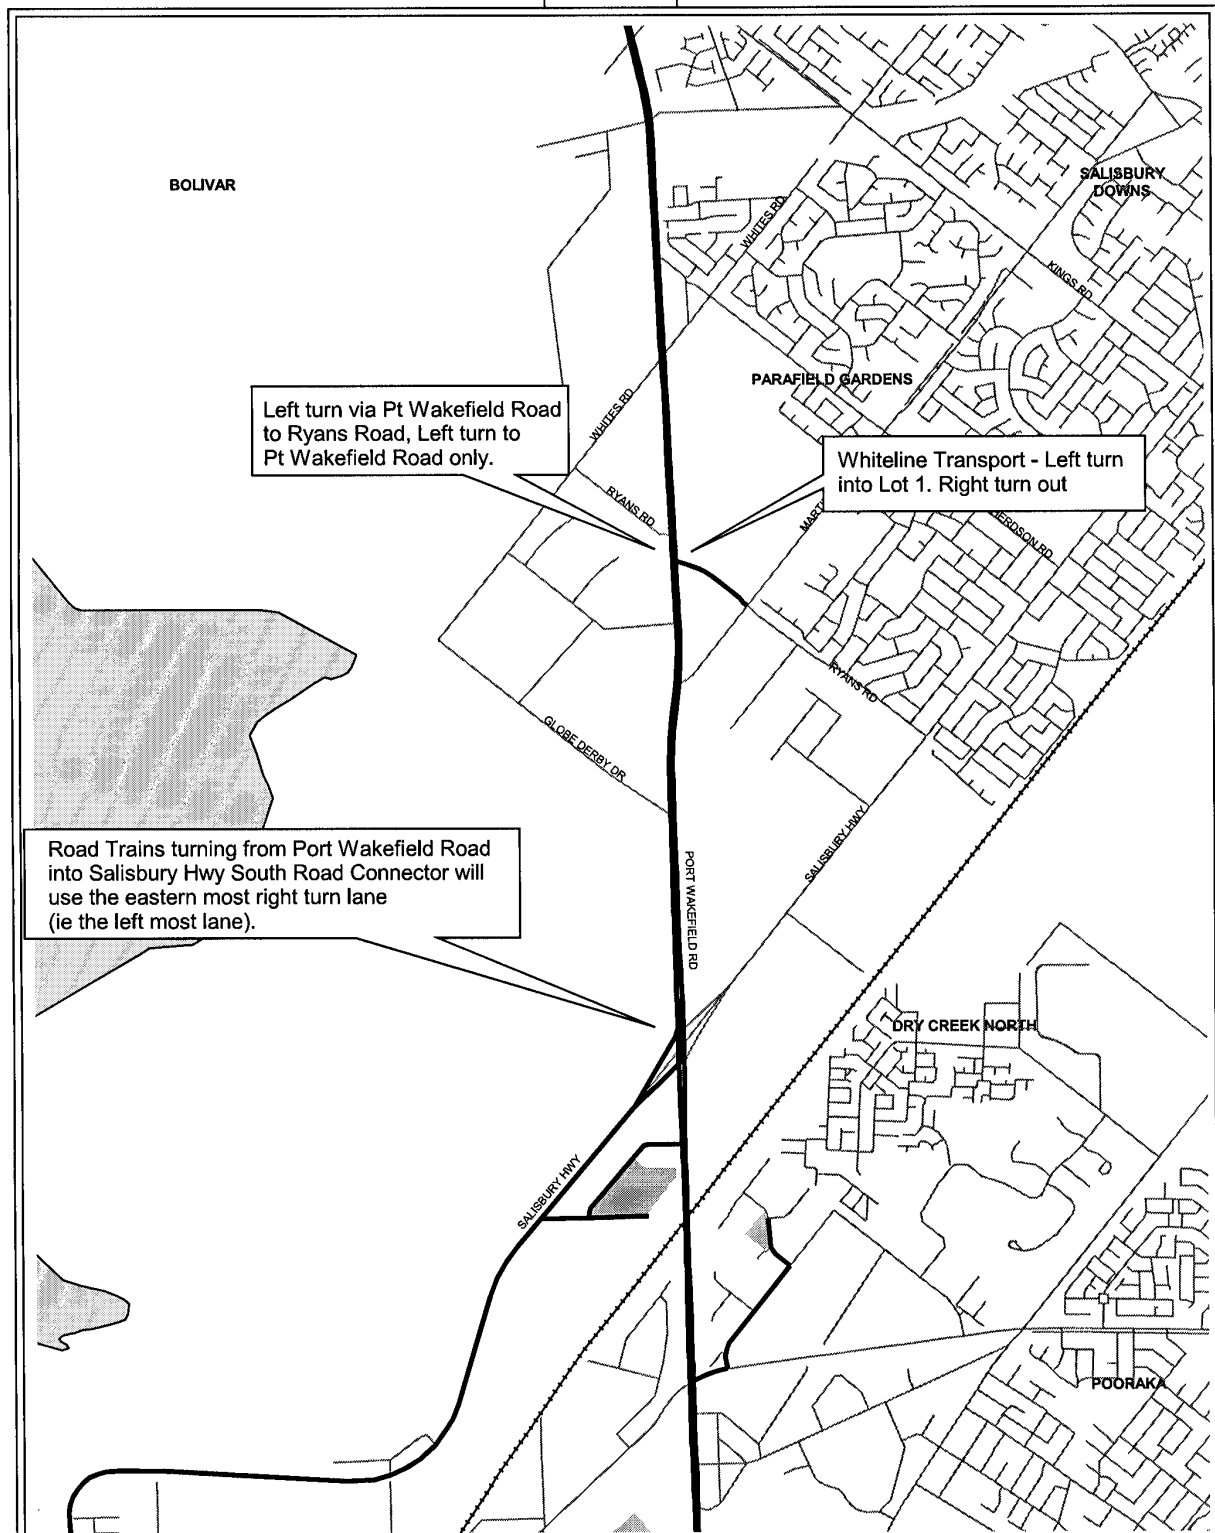 BOLIVAR
SALISBURY
DOWNS
WHITES RD
KINGS RD
PARAFIELD GARDENS
WHITES RD
Left turn via Pt Wakefield Road
to Ryans Road, Left turn to
Pt Wakefield Road only.
Whiteline Transport - Left turn
into Lot 1. Right turn out
RYANS RD
RYANS RD
GLOBE DERBY DR
SALISBURY HWY
Road Trains turning from Port Wakefield Road
into Salisbury Hwy South Road Connector will
use the eastern most right turn lane
(ie the left most lane).
PORT WAKEFIELD RD
DRY CREEK NORTH
SALISBURY HWY
POORAKA